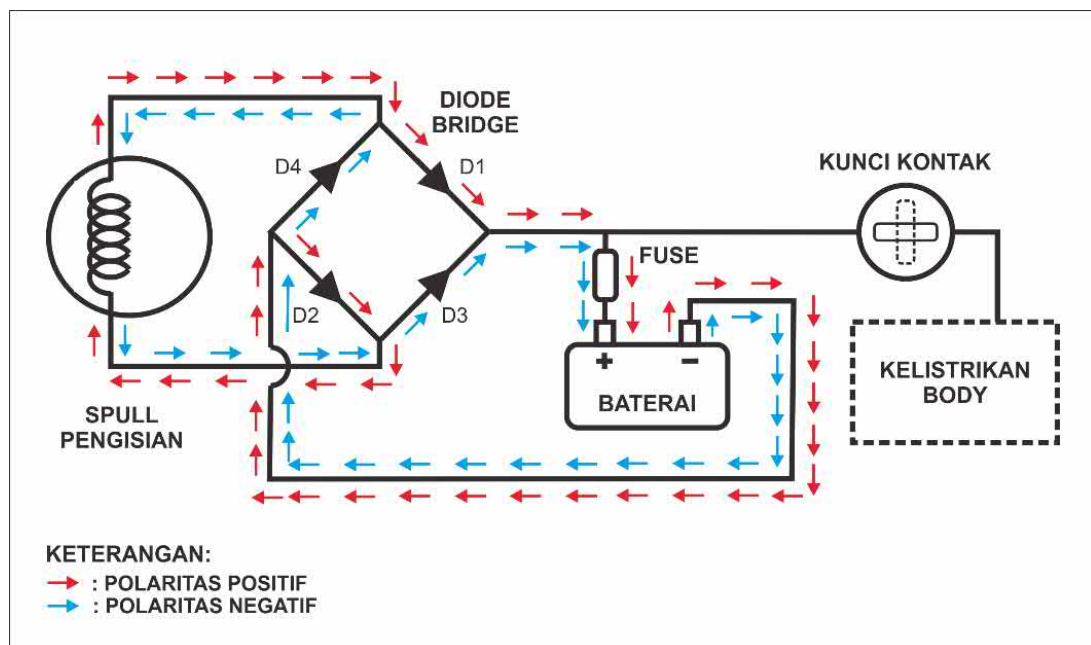 DIODE
BRIDGE
D4
D1
KUNCI KONTAK
FUSE
D2
D3
+
−
BATERAI
KELISTRIKAN
BODY
SPULL
PENGISIAN
KETERANGAN:
: POLARITAS POSITIF
: POLARITAS NEGATIF